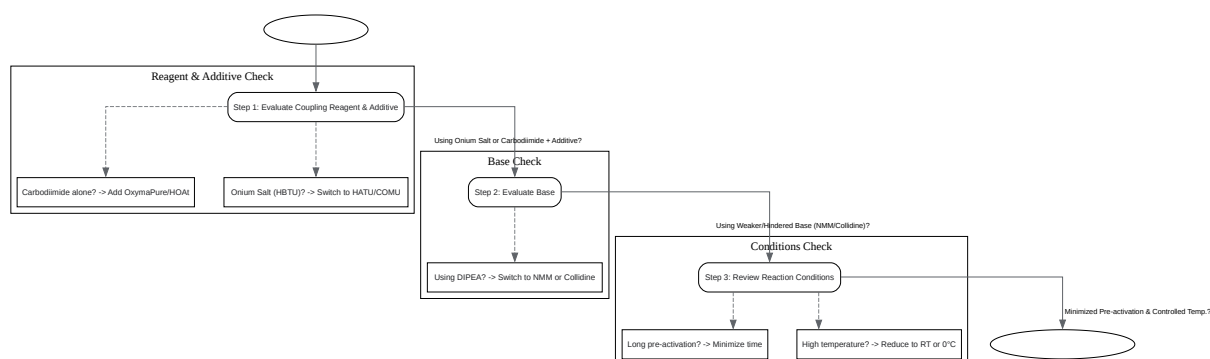 Reagent & Additive Check
Step 1: Evaluate Coupling Reagent & Additive
Carbodiimide alone? -> Add OxymaPure/HOAt
Onium Salt (HBTU)? -> Switch to HATU/COMU
Using Onium Salt or Carbodiimide + Additive?
Base Check
Step 2: Evaluate Base
Using DIPEA? -> Switch to NMM or Collidine
Using Weaker/Hindered Base (NMM/Collidine)?
Conditions Check
Step 3: Review Reaction Conditions
Long pre-activation? -> Minimize time
High temperature? -> Reduce to RT or 0°C
Minimized Pre-activation & Controlled Temp.?